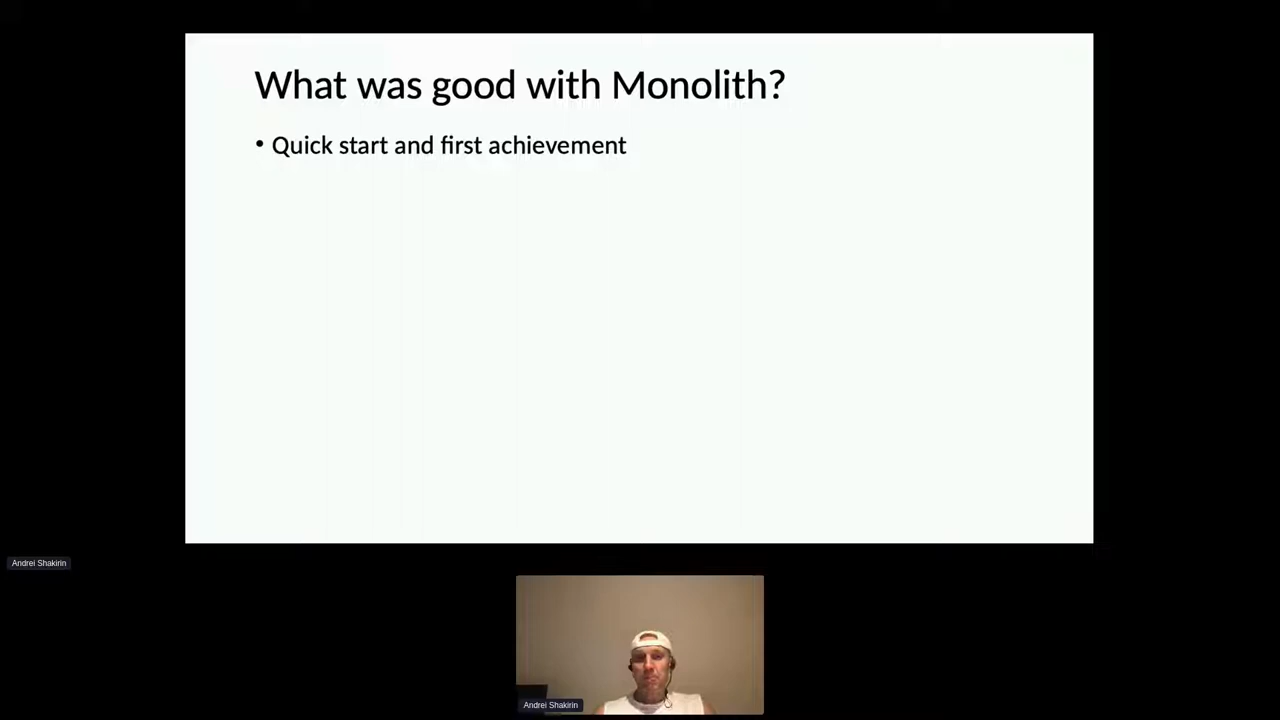 What was good with Monolith?
• Quick start and first achievement
Andrei Shakirin
Andrei Shakirin